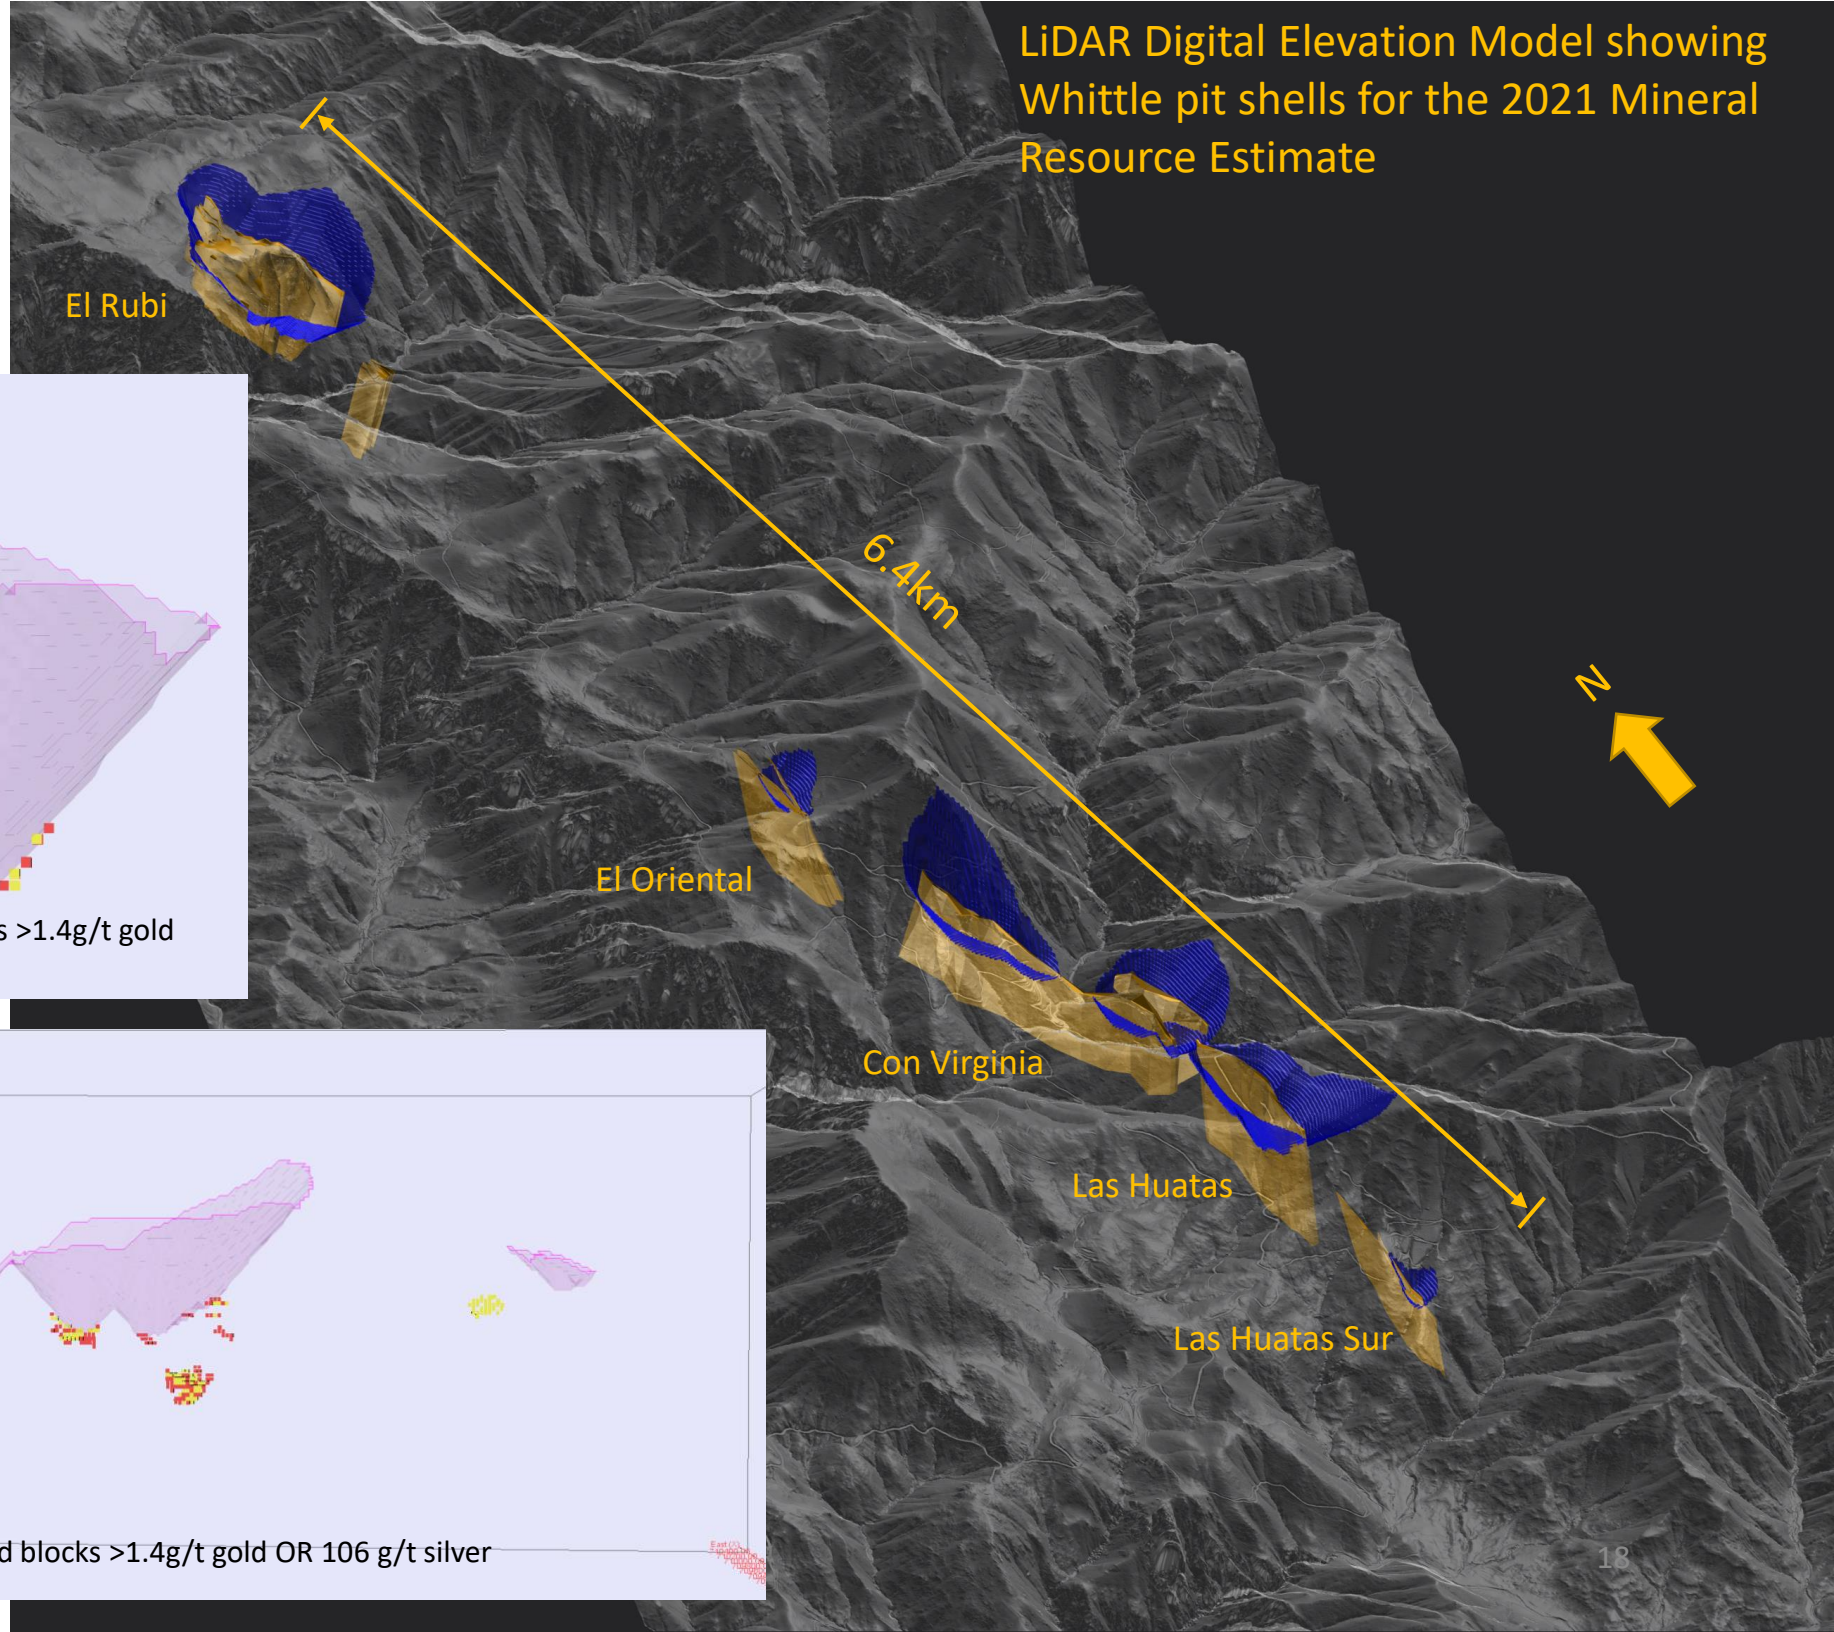 LiDAR Digital Elevation Model showing
Whittle pit shells for the 2021 Mineral
Resource Estimate
El Rubi
6.4km
N
El Oriental
>1.4g/t gold
Con Virginia
Las Huatas
Las Huatas Sur
blocks >1.4g/t gold OR 106 g/t silver
18